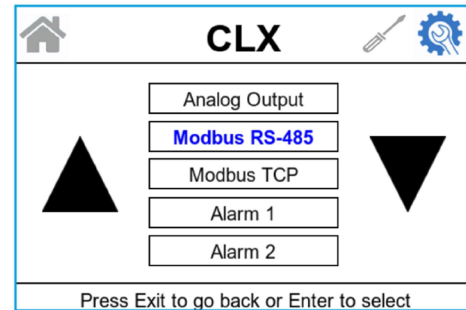 CLX
Analog Output
Modbus RS-485
Modbus TCP
Alarm 1
Alarm 2
Press Exit to go back or Enter to select